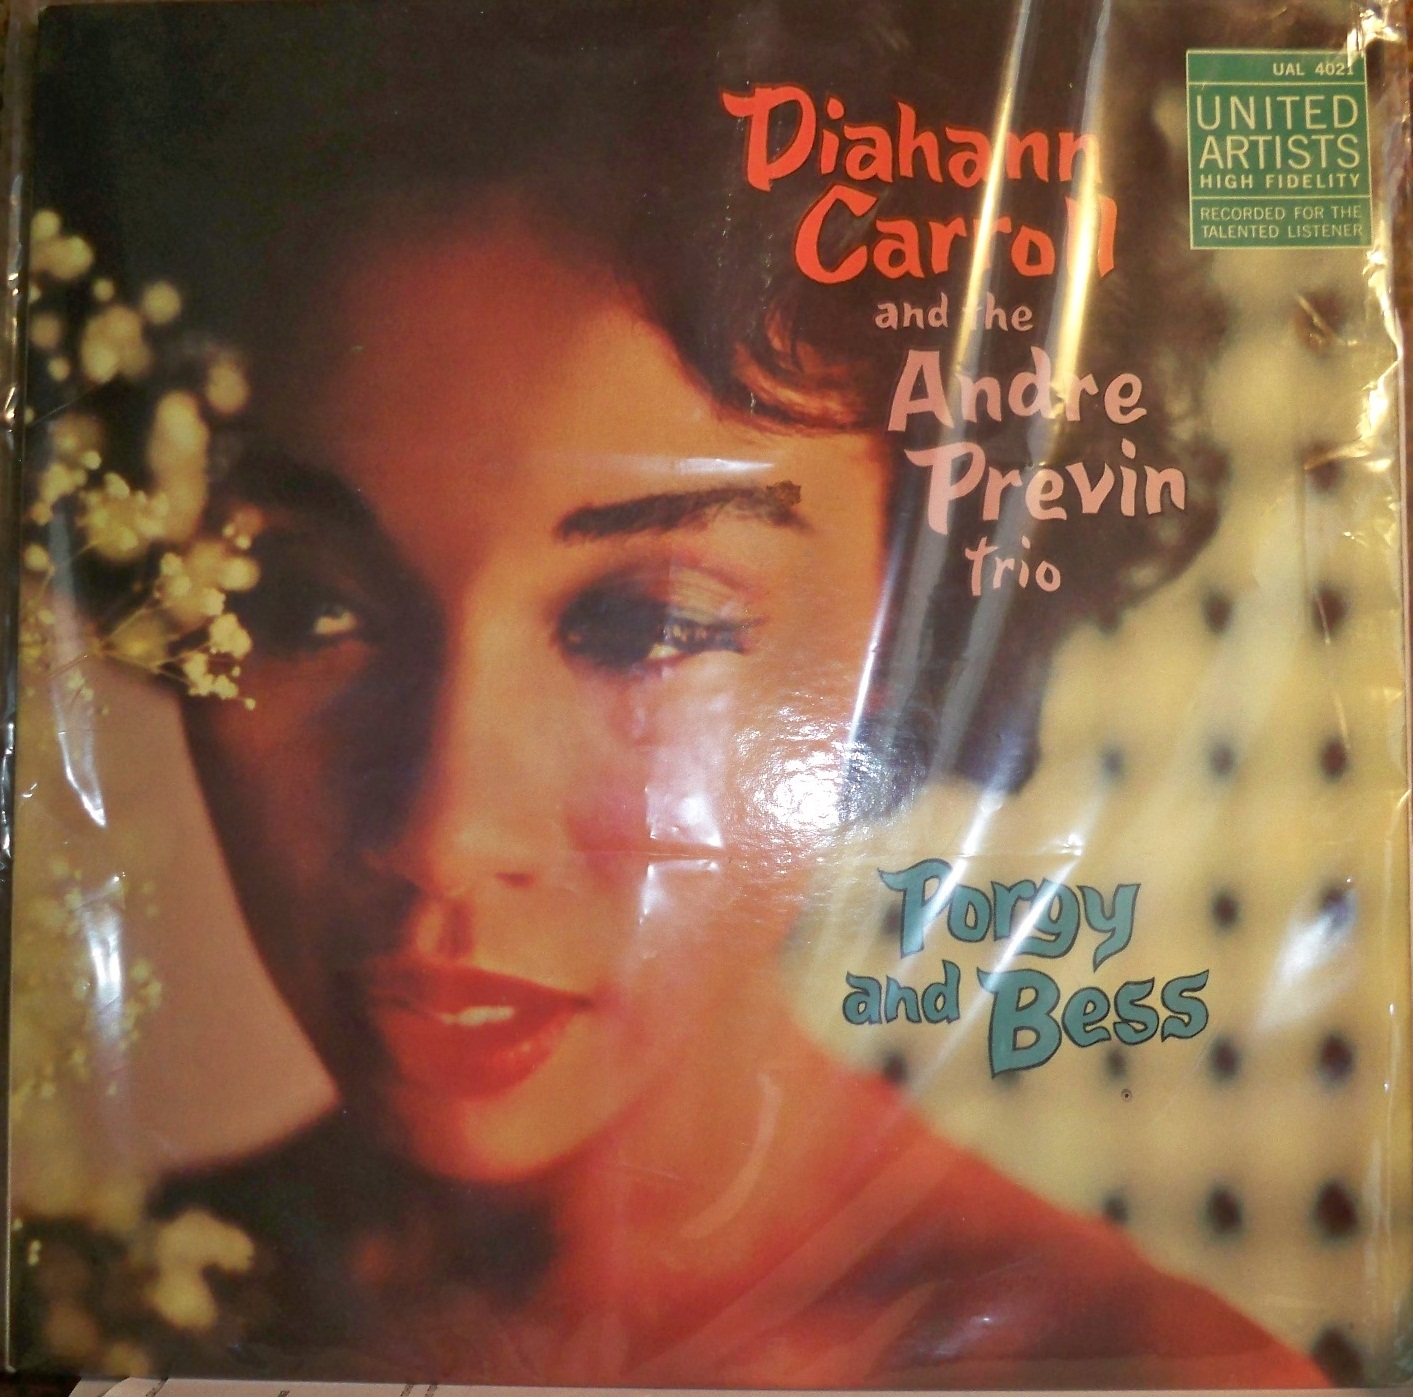 Diahann
Carroll
and the
Andre
Previn
trio
UAL 4021
UNITED
ARTISTS
HIGH FIDELITY
RECORDED FOR THE
TALENTED LISTENER
Porgy
and Bess